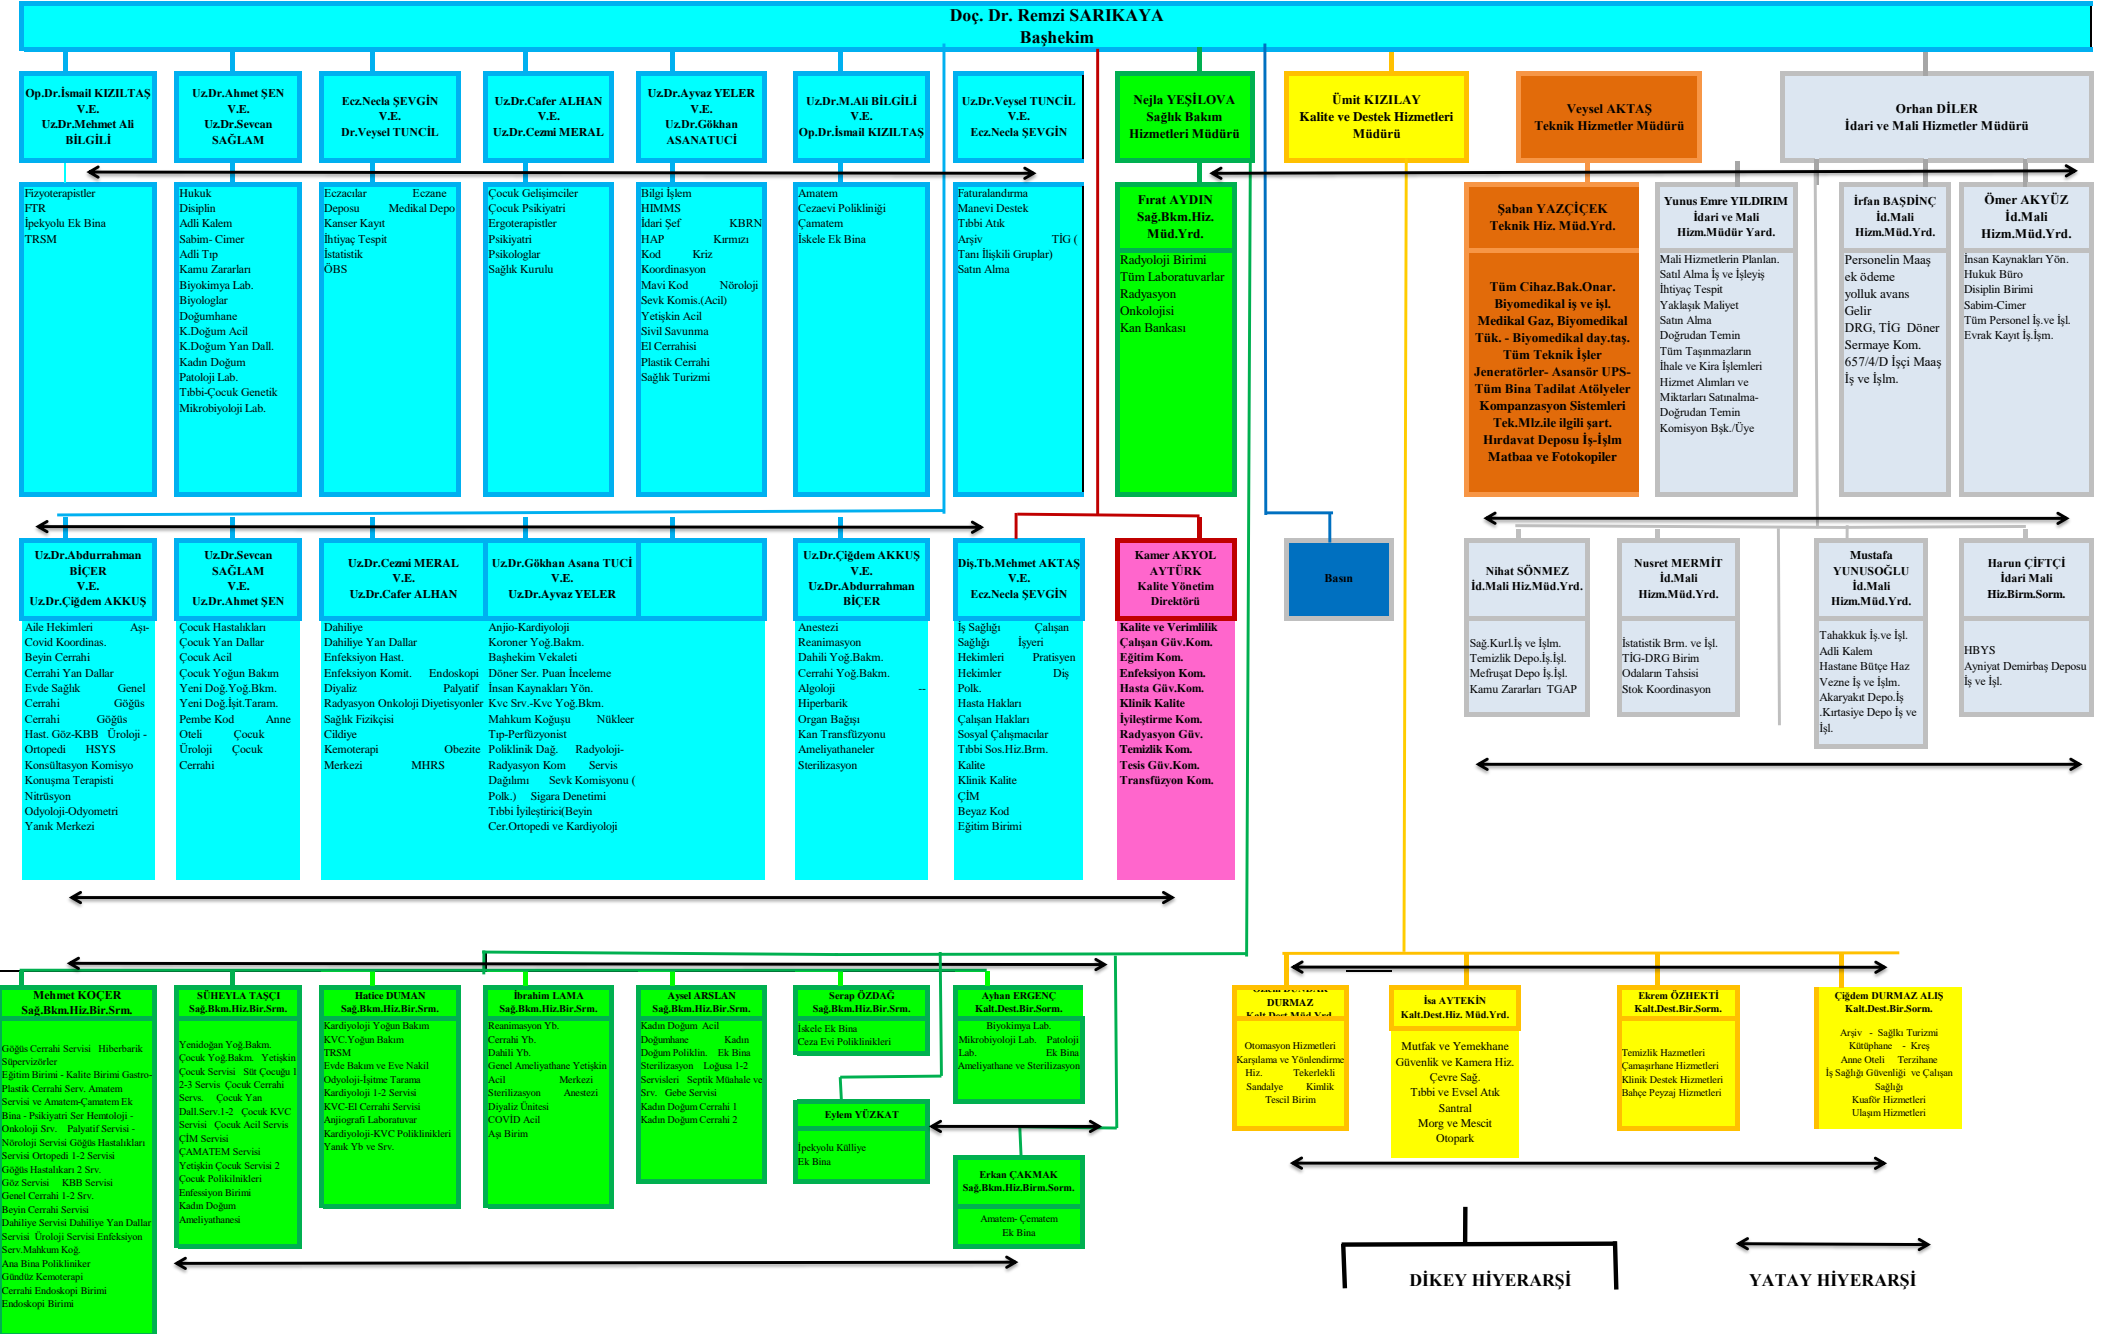 Doç. Dr. Remzi SARIKAYA
Başhekim
Op.Dr.İsmail KIZILTAŞ
V.E.
Uz.Dr.Mehmet Ali
BİLGİLİ
Uz.Dr.Ahmet ŞEN
V.E.
Uz.Dr.Sevcan
SAĞLAM
Ecz.Necla ŞEVGİN
V.E.
Dr.Veysel TUNCİL
Uz.Dr.Cafer ALHAN
V.E.
Uz.Dr.Cezmi MERAL
Uz.Dr.Ayvaz YELER
V.E.
Uz.Dr.Gökhan
ASANATUCİ
Uz.Dr.M.Ali BİLGİLİ
V.E.
Op.Dr.İsmail KIZILTAŞ
Uz.Dr.Veysel TUNCİL
V.E.
Ecz.Necla ŞEVGİN
Nejla YEŞİLOVA
Sağlık Bakım
Hizmetleri Müdürü
Ümit KIZILAY
Kalite ve Destek Hizmetleri
Müdürü
Veysel AKTAŞ
Teknik Hizmetler Müdürü
Orhan DİLER
İdari ve Mali Hizmetler Müdürü
Fizyoterapistler
FTR
İpekyolu Ek Bina
TRSM
Hukuk
Disiplin
Adli Kalem
Sabim- Cimer
Adli Tıp
Kamu Zararları
Biyokimya Lab.
Biyologlar
Doğumhane
K.Doğum Acil
K.Doğum Yan Dall.
Kadın Doğum
Patoloji Lab.
Tıbbi-Çocuk Genetik
Mikrobiyoloji Lab.
Eczacılar Eczane
Deposu Medikal Depo
Kanser Kayıt
İhtiyaç Tespit
İstatistik
ÖBS
Çocuk Gelişimciler
Çocuk Psikiyatri
Ergoterapistler
Psikiyatri
Psikologlar
Sağlık Kurulu
Bilgi İşlem
HIMMS
İdari Şef KBRN
HAP Kırmızı
Kod Kriz
Koordinasyon
Mavi Kod Nöroloji
Sevk Komis.(Acil)
Yetişkin Acil
Sivil Savunma
El Cerrahisi
Plastik Cerrahi
Sağlık Turizmi
Amatem
Cezaevi Polikliniği
Çamatem
İskele Ek Bina
Faturalandırma
Manevi Destek
Tıbbi Atık
Arşiv TİG (
Tanı İlişkili Gruplar)
Satın Alma
Fırat AYDIN
Sağ.Bkm.Hiz.
Müd.Yrd.
Radyoloji Birimi
Tüm Laboratuvarlar
Radyasyon
Onkolojisi
Kan Bankası
Şaban YAZÇİÇEK
Teknik Hiz. Müd.Yrd.
Tüm Cihaz.Bak.Onar.
Biyomedikal iş ve işl.
Medikal Gaz, Biyomedikal
Tük. - Biyomedikal day.taş.
Tüm Teknik İşler
Jeneratörler- Asansör UPS-
Tüm Bina Tadilat Atölyeler
Kompanzasyon Sistemleri
Tek.Mlz.ile ilgili şart.
Hırdavat Deposu İş-İşlm
Matbaa ve Fotokopiler
Yunus Emre YILDIRIM
İdari ve Mali
Hizm.Müdür Yard.
Mali Hizmetlerin Planlan.
Satıl Alma İş ve İşleyiş
İhtiyaç Tespit
Yaklaşık Maliyet
Satın Alma
Doğrudan Temin
Tüm Taşınmazların
İhale ve Kira İşlemleri
Hizmet Alımları ve
Miktarları Satınalma-
Doğrudan Temin
Komisyon Bşk./Üye
İrfan BAŞDİNÇ
İd.Mali
Hizm.Müd.Yrd.
Personelin Maaş
ek ödeme
yolluk avans
Gelir
DRG, TİG Döner
Sermaye Kom.
657/4/D İşçi Maaş
İş ve İşlm.
Ömer AKYÜZ
İd.Mali
Hizm.Müd.Yrd.
İnsan Kaynakları Yön.
Hukuk Büro
Disiplin Birimi
Sabim-Cimer
Tüm Personel İş.ve İşl.
Evrak Kayıt İş.İşm.
Uz.Dr.Abdurrahman
BİÇER
V.E.
Uz.Dr.Çiğdem AKKUŞ
Uz.Dr.Sevcan
SAĞLAM
V.E.
Uz.Dr.Ahmet ŞEN
Uz.Dr.Cezmi MERAL
V.E.
Uz.Dr.Cafer ALHAN
Uz.Dr.Gökhan Asana TUCİ
V.E.
Uz.Dr.Ayvaz YELER
Uz.Dr.Çiğdem AKKUŞ
V.E.
Uz.Dr.Abdurrahman
BİÇER
Diş.Tb.Mehmet AKTAŞ
V.E.
Ecz.Necla ŞEVGİN
Kamer AKYOL
AYTÜRK
Kalite Yönetim
Direktörü
Basın
Nihat SÖNMEZ
İd.Mali Hiz.Müd.Yrd.
Nusret MERMİT
İd.Mali
Hizm.Müd.Yrd.
Mustafa
YUNUSOĞLU
İd.Mali
Hizm.Müd.Yrd.
Harun ÇİFTÇİ
İdari Mali
Hiz.Birm.Sorm.
Aile Hekimleri Aşı-
Covid Koordinas.
Beyin Cerrahi
Cerrahi Yan Dallar
Evde Sağlık Genel
Cerrahi Göğüs
Cerrahi Göğüs
Hast. Göz-KBB Üroloji -
Ortopedi HSYS
Konsültasyon Komisyo
Konuşma Terapisti
Nitrüsyon
Odyoloji-Odyometri
Yanık Merkezi
Çocuk Hastalıkları
Çocuk Yan Dallar
Çocuk Acil
Çocuk Yoğun Bakım
Yeni Doğ.Yoğ.Bkm.
Yeni Doğ.İşit.Taram.
Pembe Kod Anne
Oteli Çocuk
Üroloji Çocuk
Cerrahi
Dahiliye
Dahiliye Yan Dallar
Enfeksiyon Hast.
Enfeksiyon Komit. Endoskopi
Diyaliz Palyatif
Radyasyon Onkoloji Diyetisyonler
Sağlık Fizikçisi
Cildiye
Kemoterapi Obezite
Merkezi MHRS
Anjio-Kardiyoloji
Koroner Yoğ.Bakm.
Başhekim Vekaleti
Döner Ser. Puan İnceleme
İnsan Kaynakları Yön.
Kvc Srv.-Kvc Yoğ.Bkm.
Mahkum Koğuşu Nükleer
Tıp-Perfüzyonist
Poliklinik Dağ. Radyoloji-
Radyasyon Kom Servis
Dağılımı Sevk Komisyonu (
Polk.) Sigara Denetimi
Tıbbi İyileştirici(Beyin
Cer.Ortopedi ve Kardiyoloji
Anestezi
Reanimasyon
Dahili Yoğ.Bakm.
Cerrahi Yoğ.Bakm.
Algoloji --
Hiperbarik
Organ Bağışı
Kan Transfüzyonu
Ameliyathaneler
Sterilizasyon
İş Sağlığı Çalışan
Sağlığı İşyeri
Hekimleri Pratisyen
Hekimler Diş
Polk.
Hasta Hakları
Çalışan Hakları
Sosyal Çalışmacılar
Tıbbi Sos.Hiz.Brm.
Kalite
Klinik Kalite
ÇİM
Beyaz Kod
Eğitim Birimi
Kalite ve Verimlilik
Çalışan Güv.Kom.
Eğitim Kom.
Enfeksiyon Kom.
Hasta Güv.Kom.
Klinik Kalite
İyileştirme Kom.
Radyasyon Güv.
Temizlik Kom.
Tesis Güv.Kom.
Transfüzyon Kom.
Sağ.Kurl.İş ve İşlm.
Temizlik Depo.İş.İşl.
Mefruşat Depo İş.İşl.
Kamu Zararları TGAP
İstatistik Brm. ve İşl.
TİG-DRG Birim
Odaların Tahsisi
Stok Koordinasyon
Tahakkuk İş.ve İşl.
Adli Kalem
Hastane Bütçe Haz
Vezne İş ve İşlm.
Akaryakıt Depo.İş
.Kırtasiye Depo İş ve
İşl.
HBYS
Ayniyat Demirbaş Deposu
İş ve İşl.
Mehmet KOÇER
Sağ.Bkm.Hiz.Bir.Srm.
Göğüs Cerrahi Servisi Hiberbarik
Süpervizörler
Eğitim Birimi - Kalite Birimi Gastro-
Plastik Cerrahi Serv. Amatem
Servisi ve Amatem-Çamatem Ek
Bina - Psikiyatri Ser Hemtoloji -
Onkoloji Srv. Palyatif Servisi -
Nöroloji Servisi Göğüs Hastalıkları
Servisi Ortopedi 1-2 Servisi
Göğüs Hastalıkarı 2 Srv.
Göz Servisi KBB Servisi
Genel Cerrahi 1-2 Srv.
Beyin Cerrahi Servisi
Dahiliye Servisi Dahiliye Yan Dallar
Servisi Üroloji Servisi Enfeksiyon
Serv.Mahkum Koğ.
Ana Bina Polikliniker
Gündüz Kemoterapi
Cerrahi Endoskopi Birimi
Endoskopi Birimi
SÜHEYLA TAŞÇI
Sağ.Bkm.Hiz.Bir.Srm.
Yenidoğan Yoğ.Bakm.
Çocuk Yoğ.Bakm. Yetişkin
Çocuk Servisi Süt Çocuğu 1
2-3 Servis Çocuk Cerrahi
Servs. Çocuk Yan
Dall.Serv.1-2 Çocuk KVC
Servisi Çocuk Acil Servis
ÇİM Servisi
ÇAMATEM Servisi
Yetişkin Çocuk Servisi 2
Çocuk Polikilnikleri
Enfessiyon Birimi
Kadın Doğum
Ameliyathanesi
Hatice DUMAN
Sağ.Bkm.Hiz.Bir.Sorm.
Kardiyoloji Yoğun Bakım
KVC.Yoğun Bakım
TRSM
Evde Bakım ve Eve Nakil
Odyoloji-İşitme Tarama
Kardiyoloji 1-2 Servisi
KVC-El Cerrahi Servisi
Anjiografi Laboratuvar
Kardiyoloji-KVC Poliklinikleri
Yanık Yb ve Srv.
İbrahim LAMA
Sağ.Bkm.Hiz.Bir.Sorm.
Reanimasyon Yb.
Cerrahi Yb.
Dahili Yb.
Genel Ameliyathane Yetişkin
Acil Merkezi
Sterilizasyon Anestezi
Diyaliz Ünitesi
COVİD Acil
Aşı Birim
Aysel ARSLAN
Sağ.Bkm.Hiz.Bir.Sorm.
Kadın Doğum Acil
Doğumhane Kadın
Doğum Poliklin. Ek Bina
Sterilizasyon Loğusa 1-2
Servisleri Septik Müahale ve
Srv. Gebe Servisi
Kadın Doğum Cerrahi 1
Kadın Doğum Cerrahi 2
Serap ÖZDAĞ
Sağ.Bkm.Hiz.Bir.Sorm.
İskele Ek Bina
Ceza Evi Poliklinikleri
Eylem YÜZKAT
İpekyolu Külliye
Ek Bina
Ayhan ERGENÇ
Kalt.Dest.Hiz.Bir.Sorm.
Biyokimya Lab.
Mikrobiyoloji Lab. Patoloji
Lab. Ek Bina
Ameliyathane ve Sterilizasyon
Erkan ÇAKMAK
Sağ.Bkm.Hiz.Birm.Sorm.
Amatem- Çematem
Ek Bina
DURMAZ
Otomasyon Hizmetleri
Karşılama ve Yönlendirme
Hiz. Tekerlekli
Sandalye Kimlik
Tescil Birim
İsa AYTEKİN
Kalt.Dest.Hiz. Müd.Yrd.
Mutfak ve Yemekhane
Güvenlik ve Kamera Hiz.
Çevre Sağ.
Tıbbi ve Evsel Atık
Santral
Morg ve Mescit
Otopark
Ekrem ÖZHEKTİ
Kalt.Dest.Bir.Sorm.
Temizlik Hazmetleri
Çamaşırhane Hizmetleri
Klinik Destek Hizmetleri
Bahçe Peyzaj Hizmetleri
Çiğdem DURMAZ ALIŞ
Kalt.Dest.Bir.Sorm.
Arşiv - Sağlkı Turizmi
Kütüphane - Kreş
Anne Oteli Terzihane
İş Sağlığı Güvenliği ve Çalışan
Sağlığı
Kuaför Hizmetleri
Ulaşım Hizmetleri
DİKEY HİYERARŞİ
YATAY HİYERARŞİ